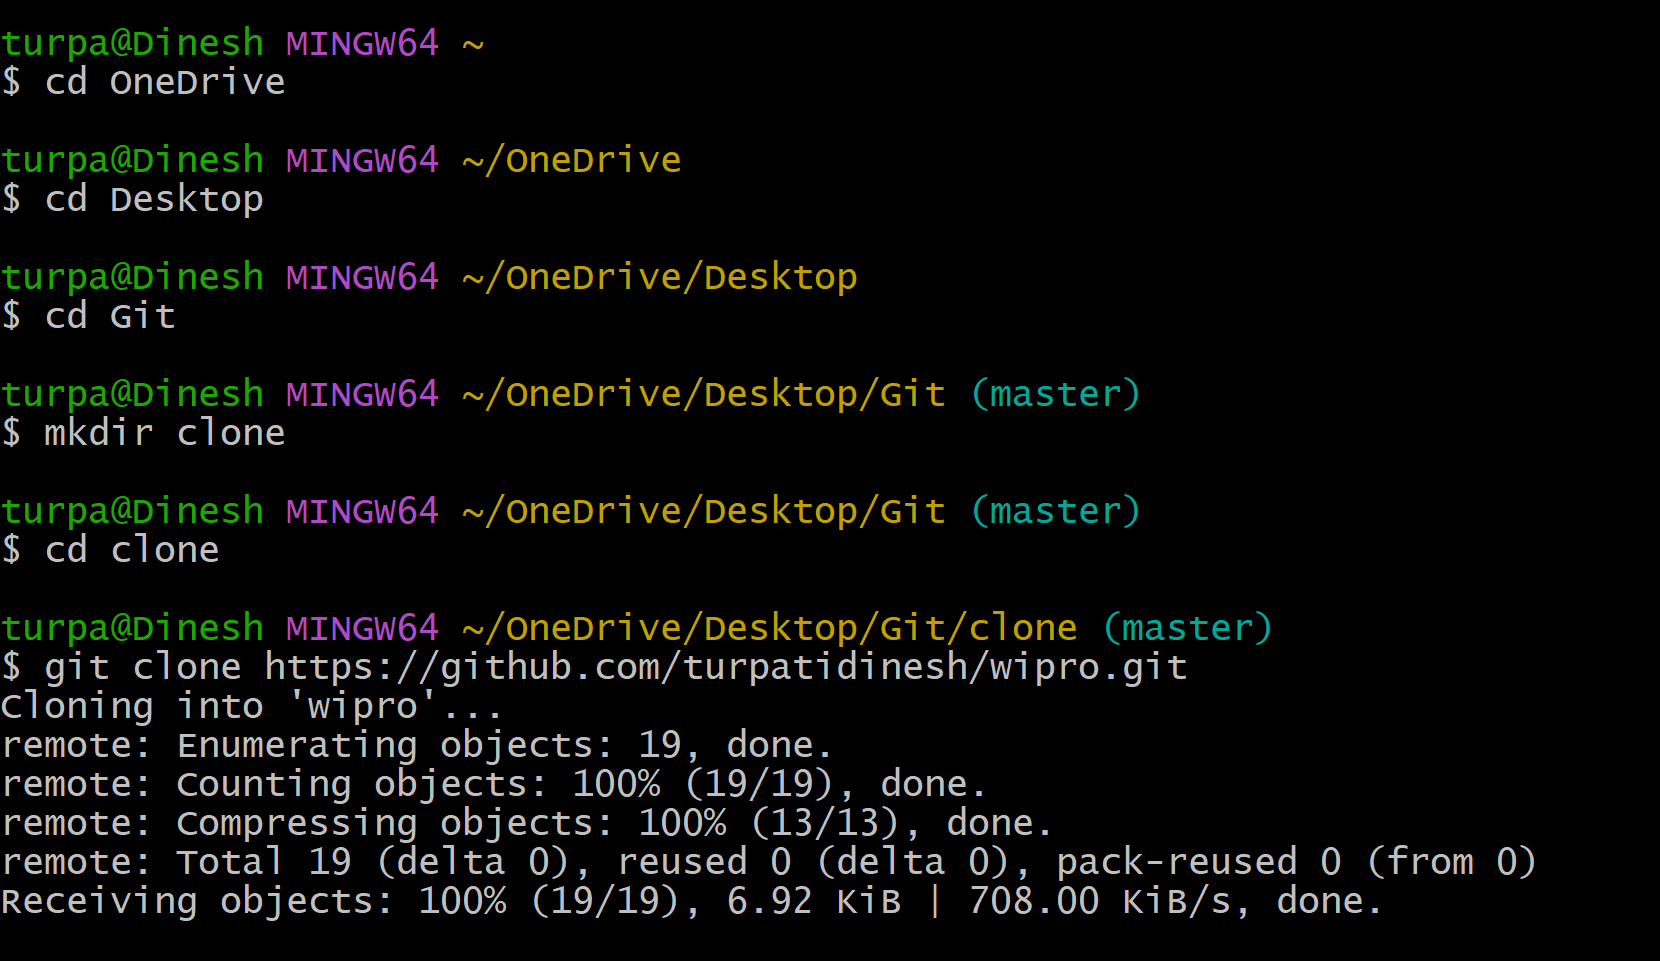 turpa@Dinesh MINGW64 ~
$ cd OneDrive
turpa@Dinesh MINGW64 ~/OneDrive
$ cd Desktop
turpa@Dinesh MINGW64 ~/OneDrive/Desktop
$ cd Git
turpa@Dinesh MINGW64 ~/OneDrive/Desktop/Git (master)
$ mkdir clone
turpa@Dinesh MINGW64 ~/OneDrive/Desktop/Git (master)
$ cd clone
turpa@Dinesh MINGW64 ~/OneDrive/Desktop/Git/clone (master)
$ git clone https://github.com/turpatidinesh/wipro.git
Cloning into 'wipro'...
remote: Enumerating objects: 19, done.
remote: Counting objects: 100% (19/19), done.
remote: Compressing objects: 100% (13/13), done.
remote: Total 19 (delta 0), reused 0 (delta 0), pack-reused 0 (from 0)
Receiving objects: 100% (19/19), 6.92 KiB | 708.00 KiB/s, done.